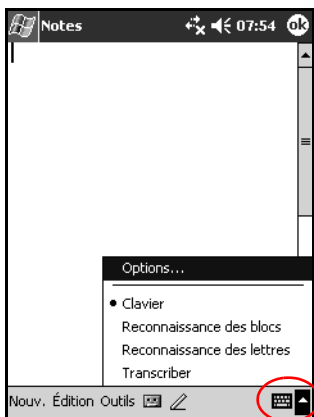 Notes 07:54 ok
Options...
Clavier
Reconnaissance des blocs
Reconnaissance des lettres
Transcriber
Nouv. Édition Outils